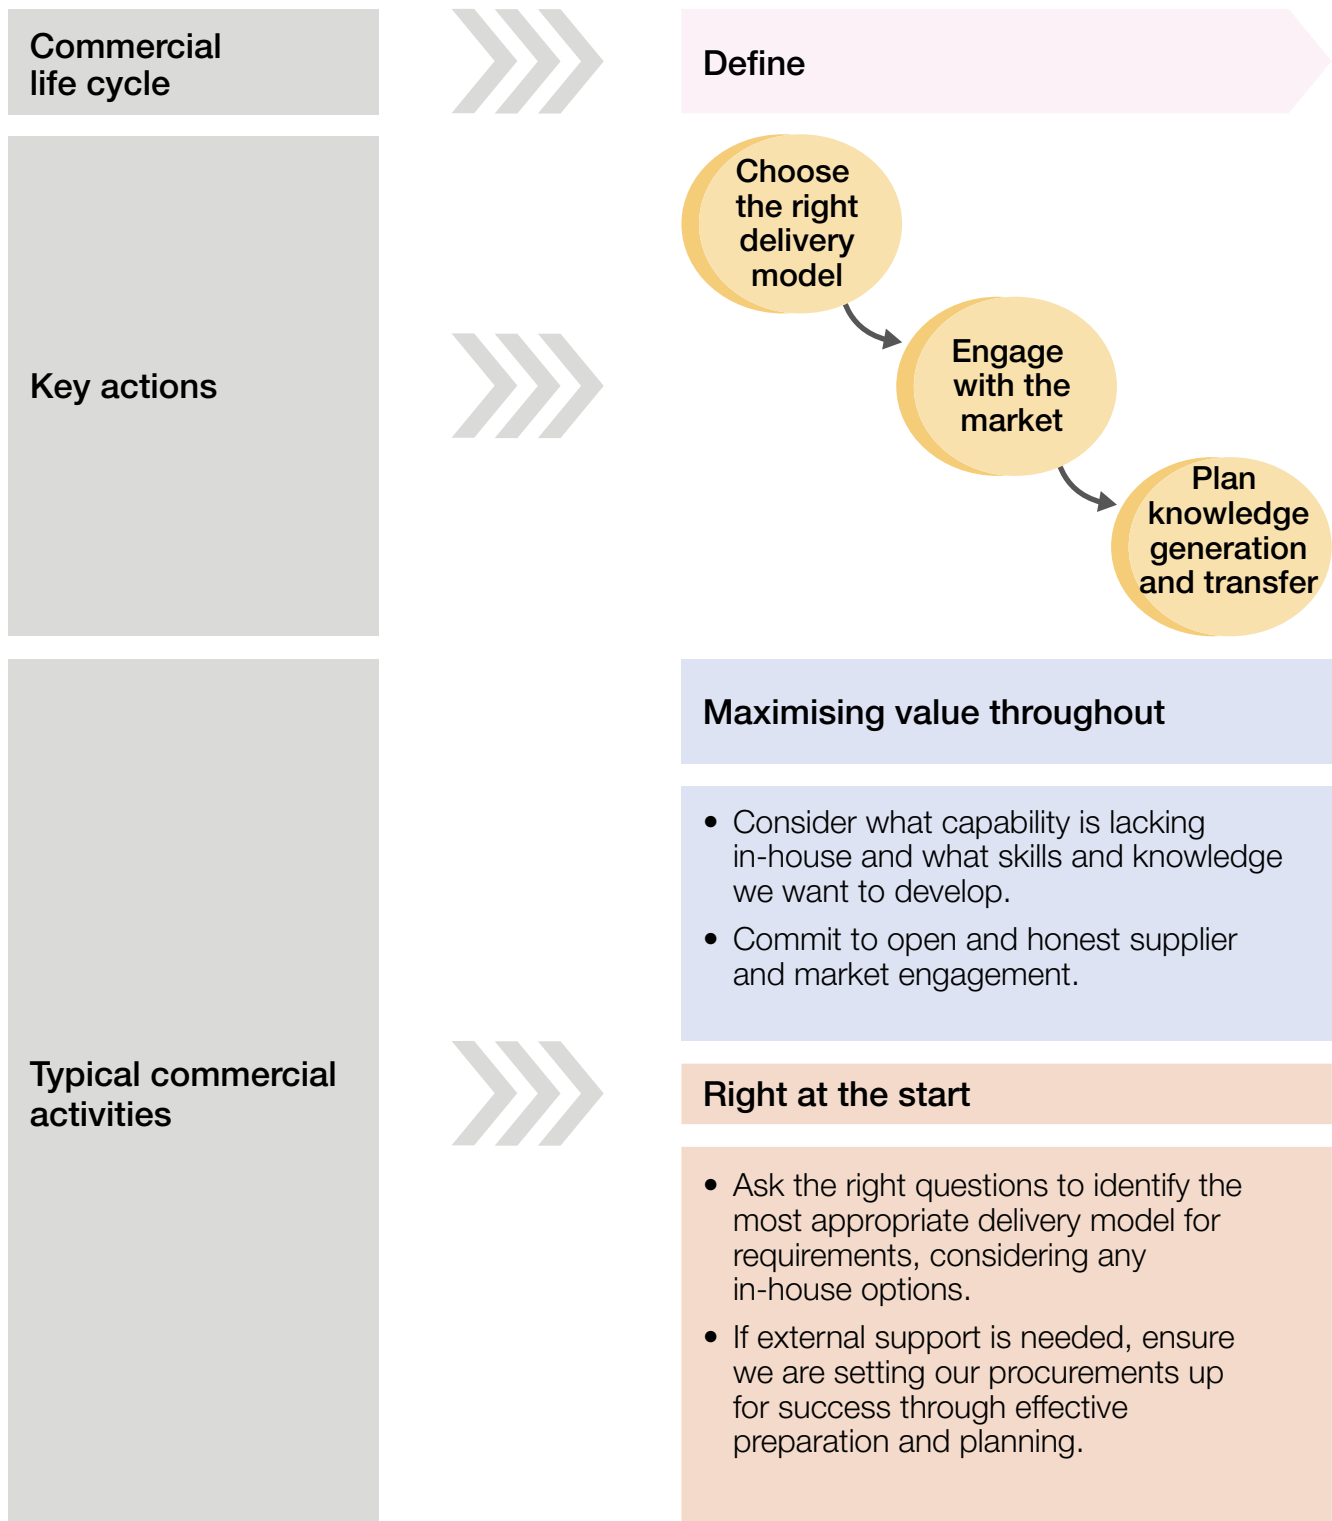 Commercial
life cycle
Define
Key actions
Choose
the right
delivery
model
Engage
with the
market
Plan
knowledge
generation
and transfer
Typical commercial
activities
Maximising value throughout
• Consider what capability is lacking
in-house and what skills and knowledge
we want to develop.
• Commit to open and honest supplier
and market engagement.
Right at the start
• Ask the right questions to identify the
most appropriate delivery model for
requirements, considering any
in-house options.
• If external support is needed, ensure
we are setting our procurements up
for success through effective
preparation and planning.